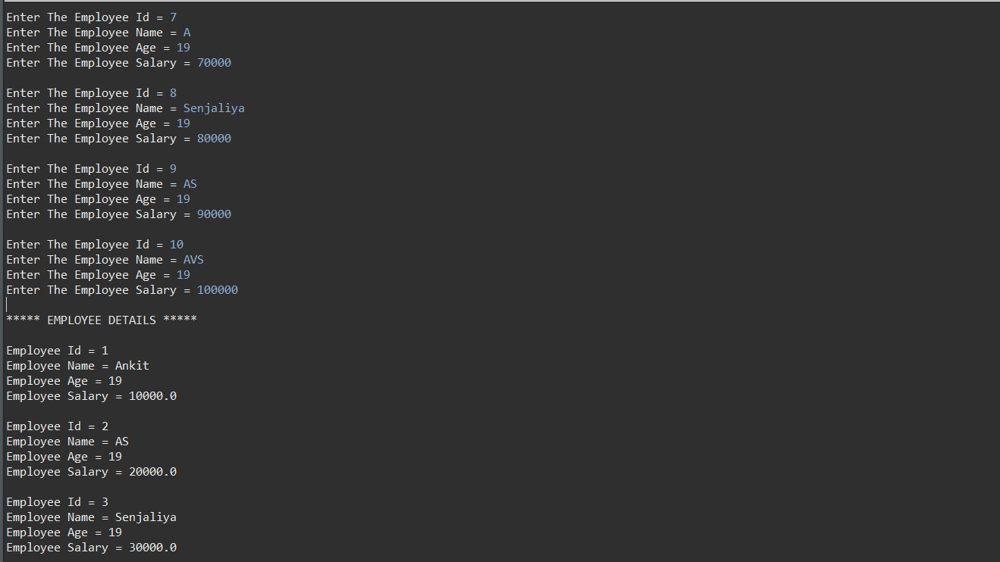 Enter The Employee Id = 7
Enter The Employee Name = A
Enter The Employee Age = 19
Enter The Employee Salary = 70000
Enter The Employee Id = 8
Enter The Employee Name = Senjaliya
Enter The Employee Age = 19
Enter The Employee Salary = 80000
Enter The Employee Id = 9
Enter The Employee Name = AS
Enter The Employee Age = 19
Enter The Employee Salary = 90000
Enter The Employee Id = 10
Enter The Employee Name = AVS
Enter The Employee Age = 19
Enter The Employee Salary = 100000
***** EMPLOYEE DETAILS *****
Employee Id = 1
Employee Name = Ankit
Employee Age = 19
Employee Salary = 10000.0
Employee Id = 2
Employee Name = AS
Employee Age = 19
Employee Salary = 20000.0
Employee Id = 3
Employee Name = Senjaliya
Employee Age = 19
Employee Salary = 30000.0